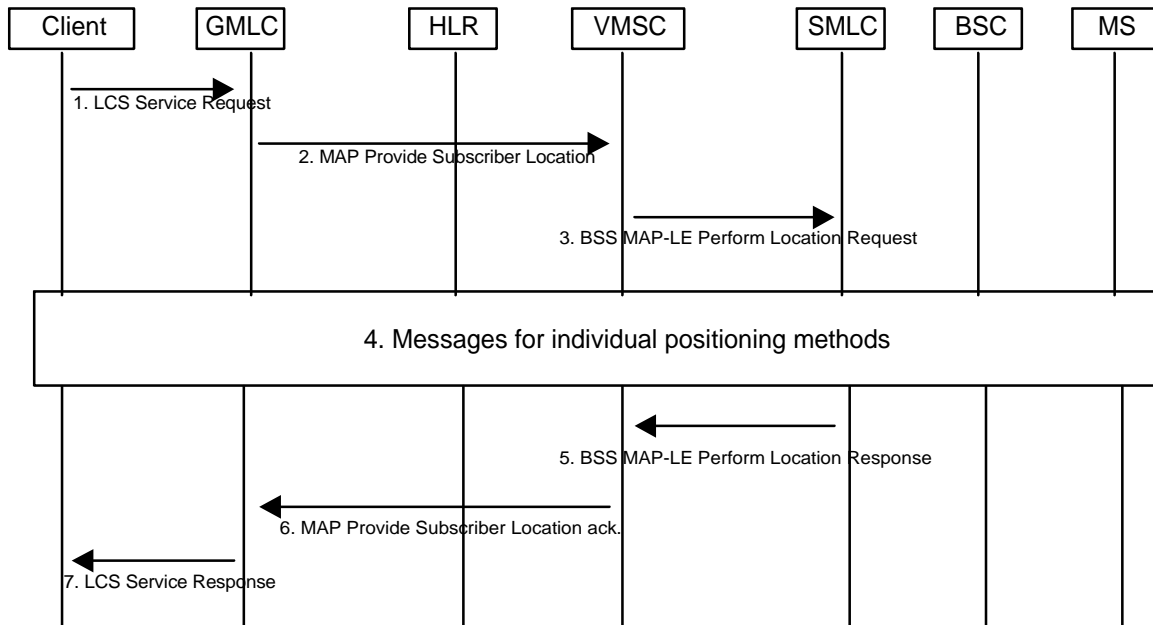 Client GMLC HLR VMSC SMLC BSC MS
1. LCS Service Request
2. MAP Provide Subscriber Location
3. BSS MAP-LE Perform Location Request
4. Messages for individual positioning methods
5. BSS MAP-LE Perform Location Response
6. MAP Provide Subscriber Location ack.
7. LCS Service Response